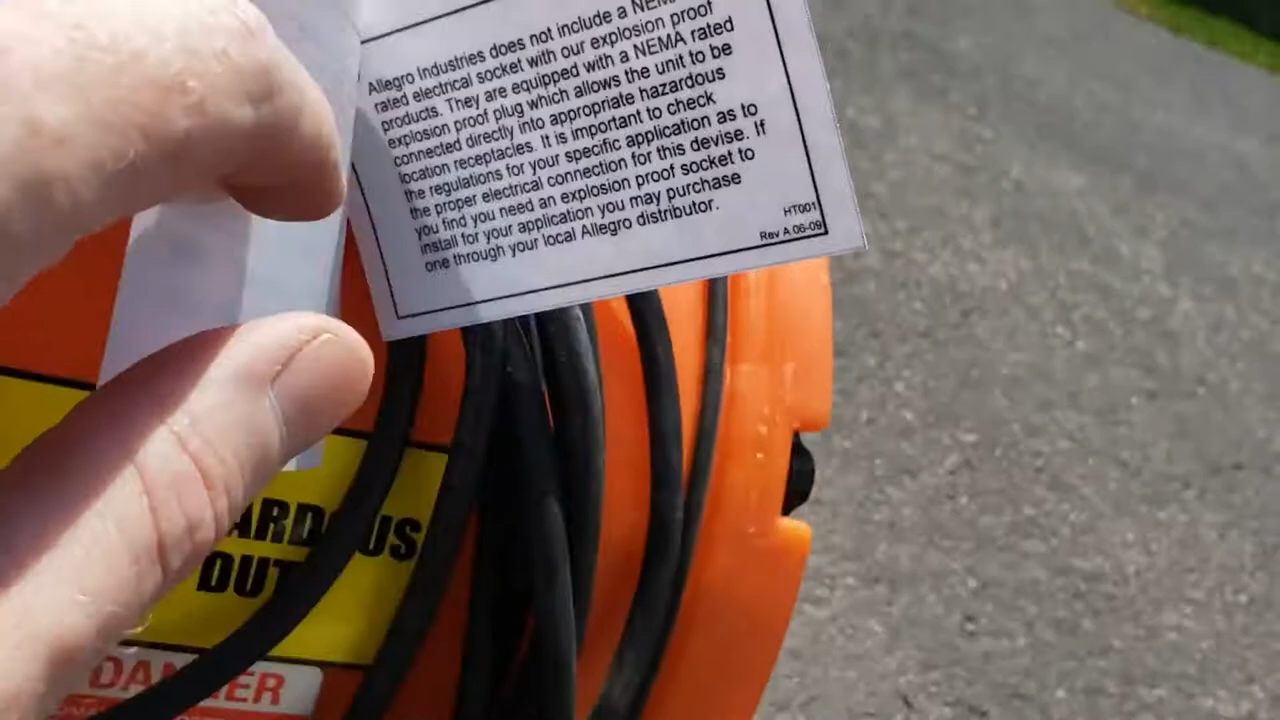 Allegro Industries does not include a NEMA
rated electrical socket with our explosion proof
products. They are equipped with a NEMA rated
explosion proof plug which allows the unit to be
connected directly into appropriate hazardous
location receptacles. It is important to check
the regulations for your specific application as to
the proper electrical connection for this devise. If
you find you need an explosion proof socket to
install for your application you may purchase
one through your local Allegro distributor.
HT001
Rev A 06-09
ARDOUS
DUT
DANGER